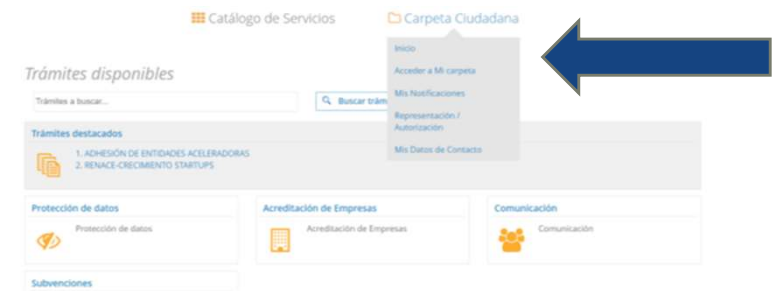 Catálogo de Servicios
Carpeta Ciudadana
Inicio
Acceder a Mi carpeta
Mis Notificaciones
Representación /
Autorización
Mis Datos de Contacto
Trámites disponibles
Trámites a buscar...
Buscar trám
Trámites destacados
1. ADHESIÓN DE ENTIDADES ACELERADORAS
2. RENACE-CRECIMIENTO STARTUPS
Protección de datos
Protección de datos
Acreditación de Empresas
Acreditación de Empresas
Comunicación
Comunicación
Subvenciones